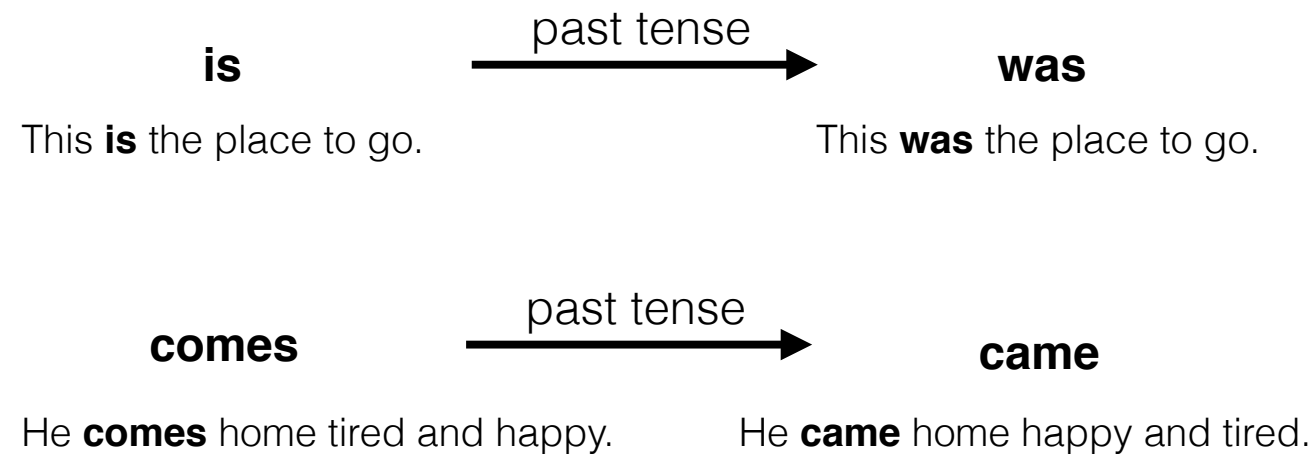 past tense
is was
This is the place to go. This was the place to go.
past tense
comes came
He comes home tired and happy. He came home happy and tired.